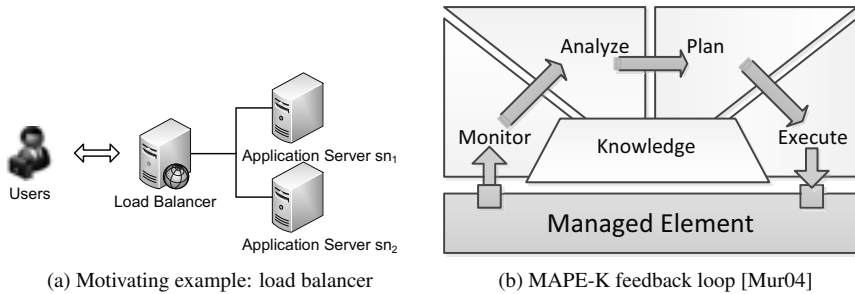 Users
Load Balancer
Application Server sn1
Application Server sn2
(a) Motivating example: load balancer
Analyze
Plan
Monitor
Execute
Knowledge
Managed Element
(b) MAPE-K feedback loop [Mur04]